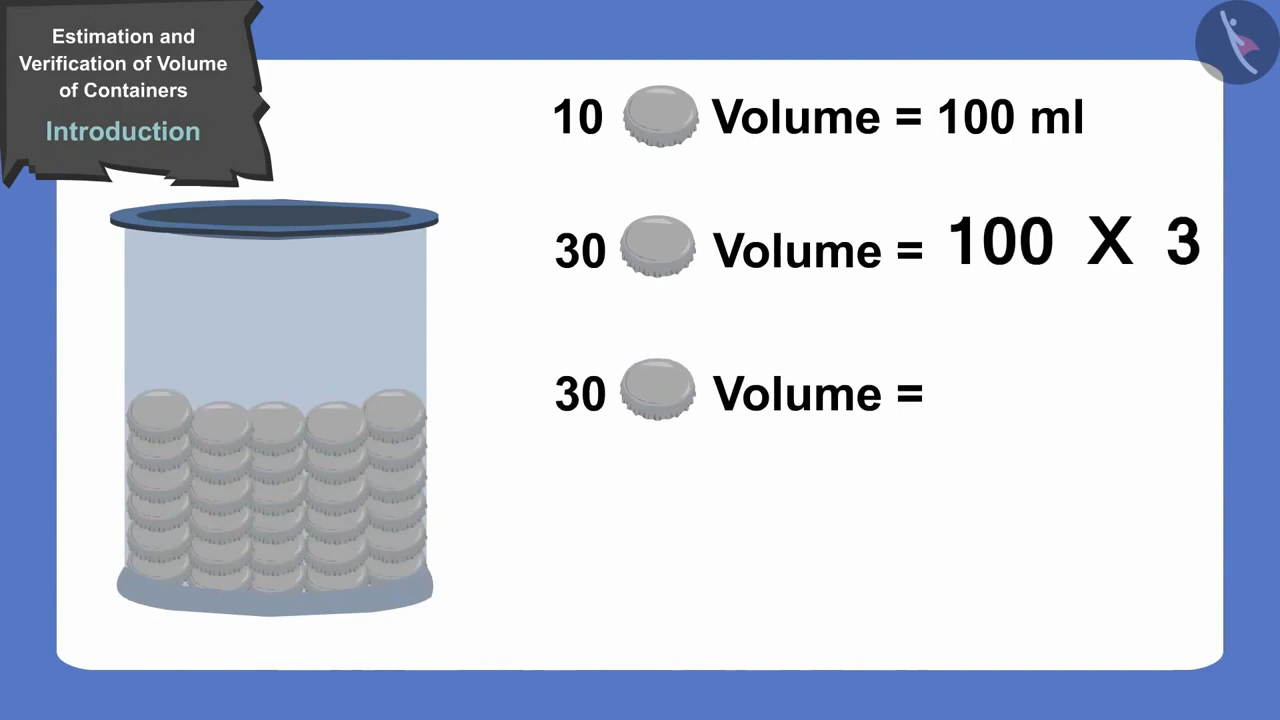 Estimation and
Verification of Volume
of Containers
Introduction
10 Volume = 100 ml
30 Volume = 100 X 3
30 Volume =